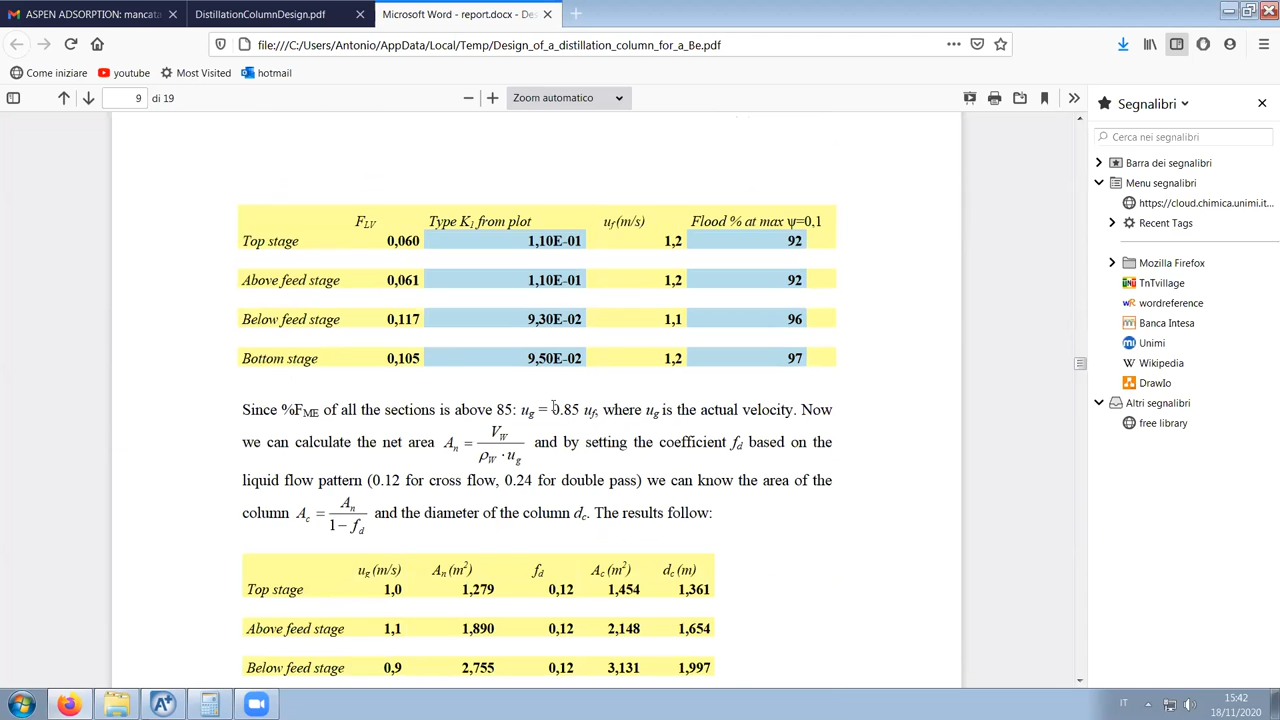 ASPEN ADSORPTION: mancata
DistillationColumnDesign.pdf
Microsoft Word - report.docx - De
file:///C:/Users/Antonio/AppData/Local/Temp/Design_of_a_distillation_column_for_a_Be.pdf
Come iniziare youtube Most Visited hotmail
9 di 19 Zoom automatico
F_LV Type K_1 from plot u_f (m/s) Flood % at max ψ=0,1
Top stage 0,060 1,10E-01 1,2 92
Above feed stage 0,061 1,10E-01 1,2 92
Below feed stage 0,117 9,30E-02 1,1 96
Bottom stage 0,105 9,50E-02 1,2 97
Since %F_ME of all the sections is above 85: u_g = 0.85 u_f, where u_g is the actual velocity. Now
we can calculate the net area A_n = V_W / (ρ_W · u_g) and by setting the coefficient f_d based on the
liquid flow pattern (0.12 for cross flow, 0.24 for double pass) we can know the area of the
column A_c = A_n / (1 − f_d) and the diameter of the column d_c. The results follow:
u_g (m/s) A_n (m²) f_d A_c (m²) d_c (m)
Top stage 1,0 1,279 0,12 1,454 1,361
Above feed stage 1,1 1,890 0,12 2,148 1,654
Below feed stage 0,9 2,755 0,12 3,131 1,997
Segnalibri
Cerca nei segnalibri
Barra dei segnalibri
Menu segnalibri
https://cloud.chimica.unimi.it...
Recent Tags
Mozilla Firefox
TnTvillage
wordreference
Banca Intesa
Unimi
Wikipedia
DrawIo
Altri segnalibri
free library
IT
15:42
18/11/2020